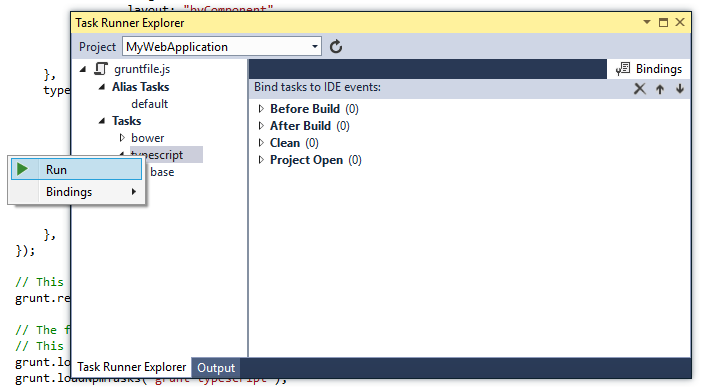 layout: "byComponent"
Task Runner Explorer
Project MyWebApplication
gruntfile.js
Alias Tasks
default
Tasks
bower
typescript
base
Run
Bindings
Bindings
Bind tasks to IDE events:
Before Build (0)
After Build (0)
Clean (0)
Project Open (0)
},
type
},
});
// This
grunt.re
// The f
// This
grunt.lo
grunt.loadNpmTasks('grunt-typescript');
Task Runner Explorer Output